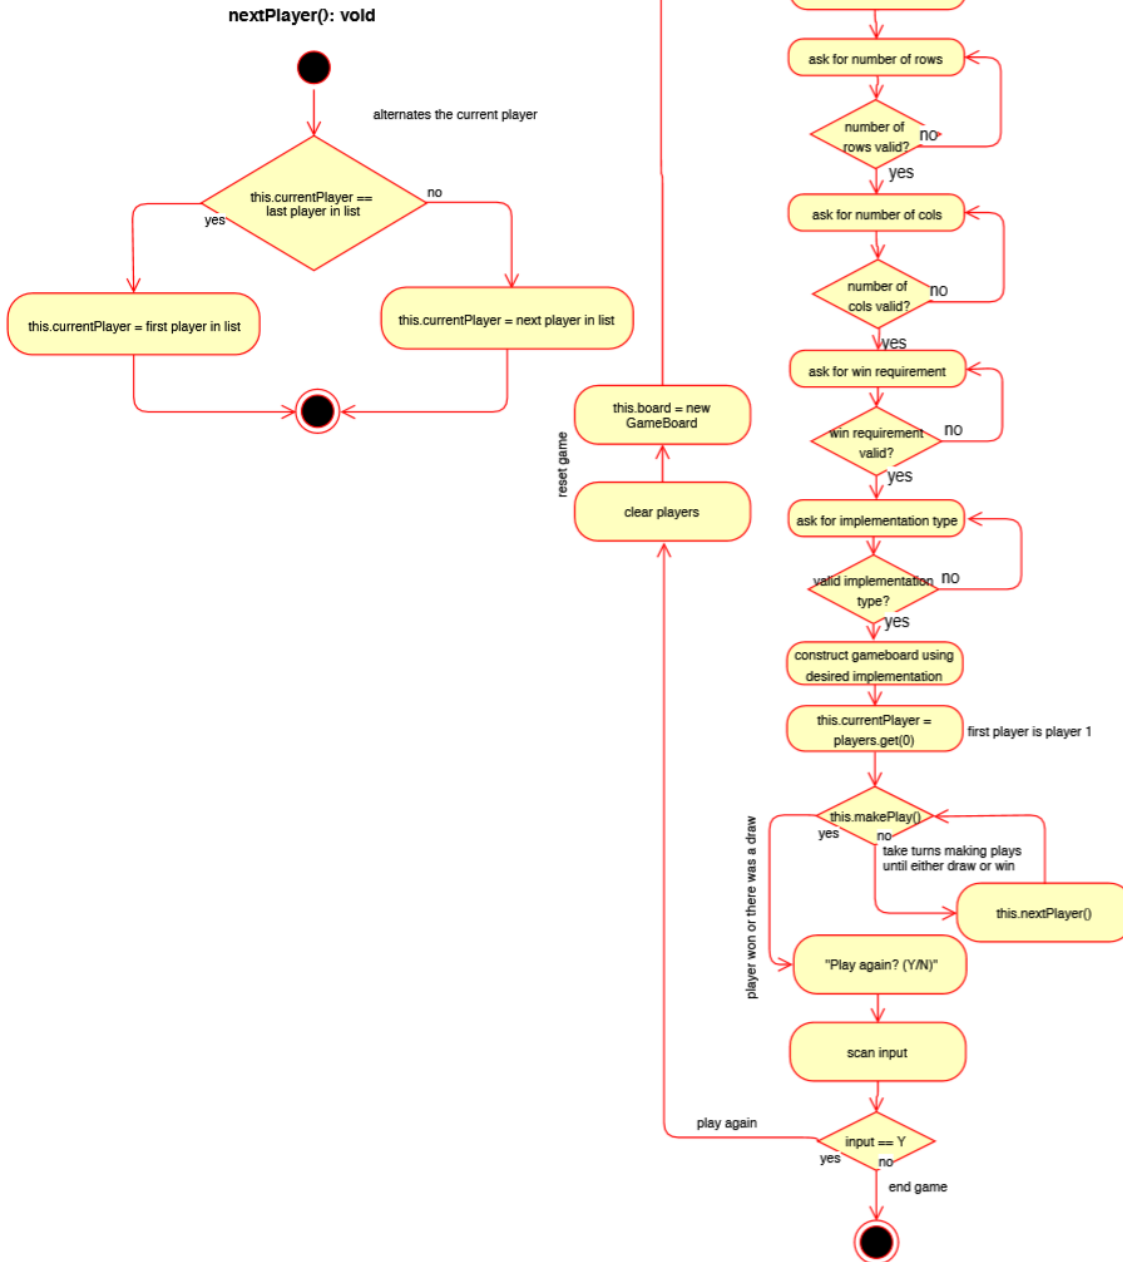 nextPlayer(): void
alternates the current player
this.currentPlayer ==
last player in list
yes
no
this.currentPlayer = first player in list
this.currentPlayer = next player in list
this.board = new
GameBoard
reset game
clear players
ask for number of rows
number of
rows valid?
no
yes
ask for number of cols
number of
cols valid?
no
yes
ask for win requirement
win requirement
valid?
no
yes
ask for implementation type
valid implementation
type?
no
yes
construct gameboard using
desired implementation
this.currentPlayer =
players.get(0)
first player is player 1
this.makePlay()
yes
no
take turns making plays
until either draw or win
player won or there was a draw
this.nextPlayer()
"Play again? (Y/N)"
scan input
play again
input == Y
yes
no
end game